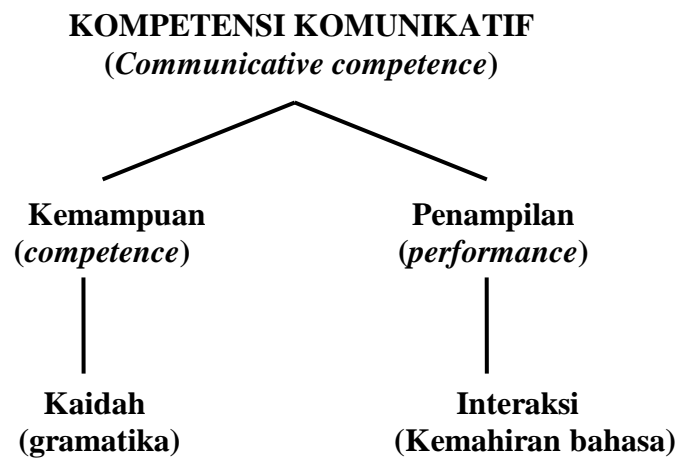 KOMPETENSI KOMUNIKATIF
(Communicative competence)
Kemampuan
(competence)
Penampilan
(performance)
Kaidah
(gramatika)
Interaksi
(Kemahiran bahasa)